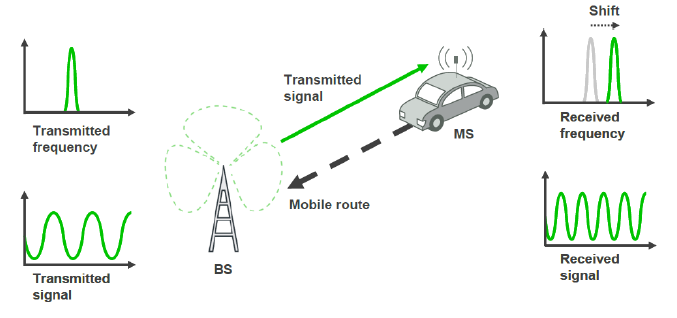 Shift
Transmitted
signal
Transmitted
frequency
MS
Received
frequency
Mobile route
BS
Transmitted
signal
Received
signal